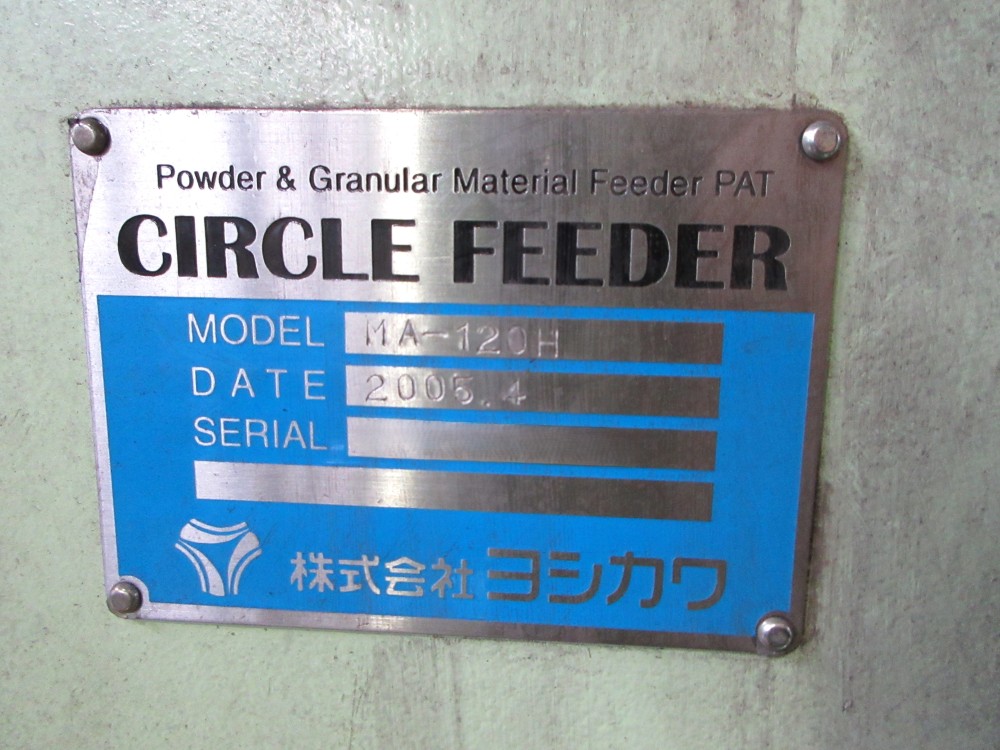 Powder & Granular Material Feeder PAT
CIRCLE FEEDER
MODEL MA-120H
DATE 2005.4
SERIAL
株式会社ヨシカワ